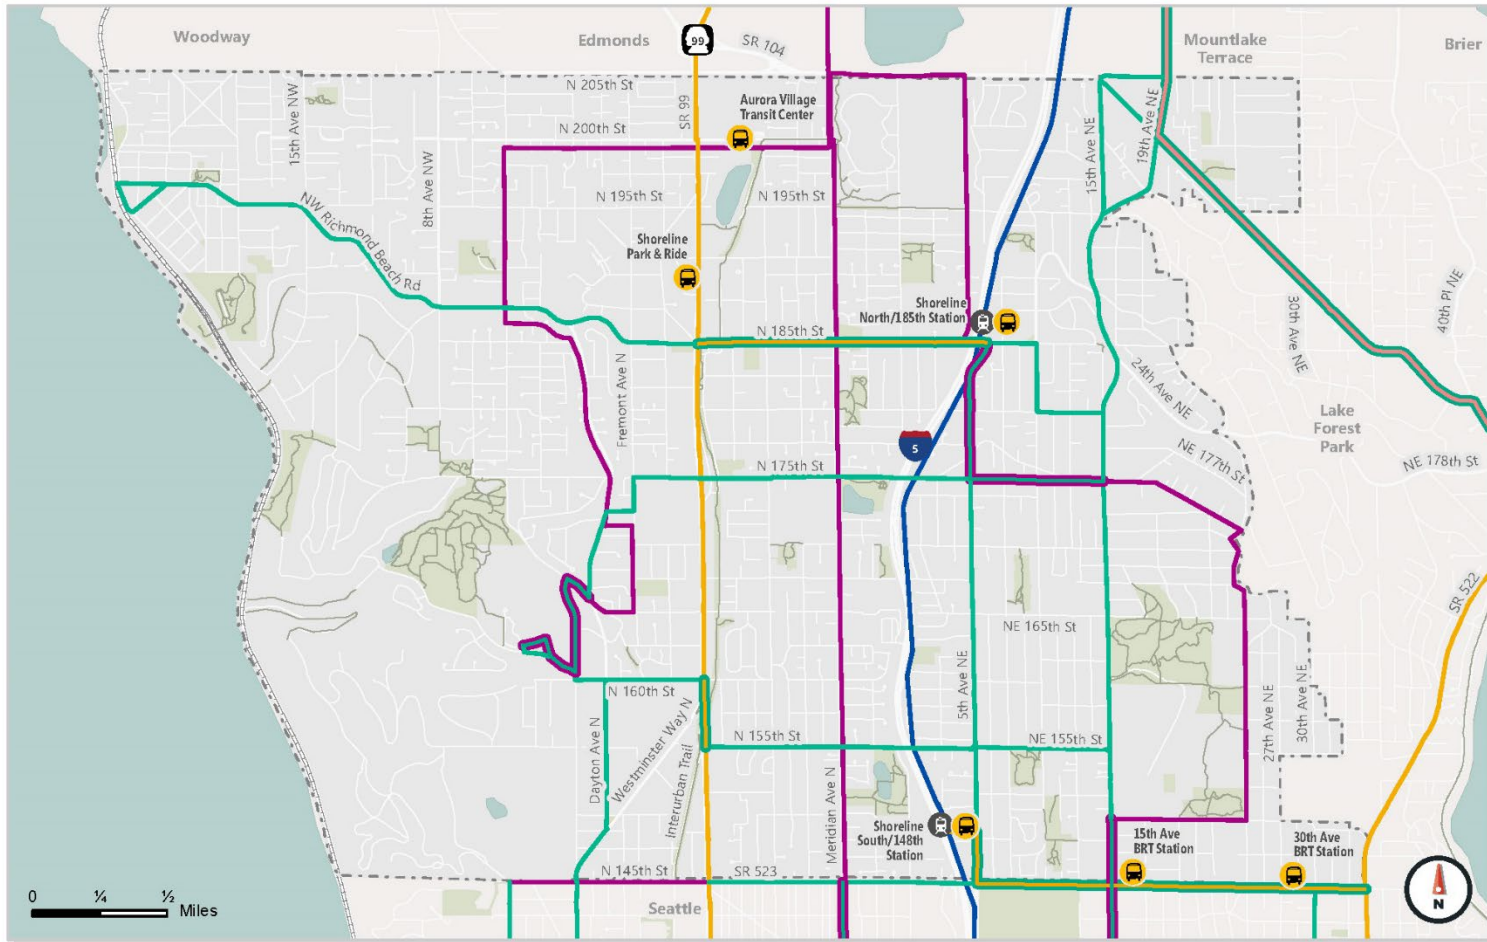 Woodway
Edmonds
99
SR 104
Mountlake
Terrace
Brier
N 205th St
15th Ave NW
SR 99
Aurora Village
Transit Center
N 200th St
15th Ave NE
19th Ave NE
8th Ave NW
N 195th St
N 195th St
NW Richmond Beach Rd
Shoreline
Park & Ride
Shoreline
North/185th Station
30th Ave NE
40th Pl NE
N 185th St
Fremont Ave N
24th Ave NE
Lake
Forest
Park
5
N 175th St
NE 177th St
NE 178th St
SR 522
NE 165th St
N 160th St
5th Ave NE
27th Ave NE
30th Ave NE
Dayton Ave N
Westminster Way N
Interurban Trail
N 155th St
NE 155th St
Meridian Ave N
Shoreline
South/148th
Station
15th Ave
BRT Station
30th Ave
BRT Station
N 145th St
SR 523
Seattle
0 ¼ ½ Miles
N